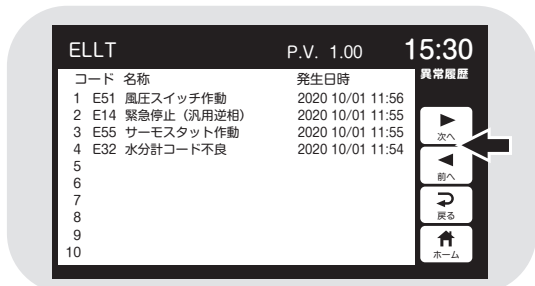 ELLT P.V. 1.00 15:30
異常履歴
コード 名称 発生日時
1 E51 風圧スイッチ作動 2020 10/01 11:56
2 E14 緊急停止（汎用逆相） 2020 10/01 11:55
3 E55 サーモスタット作動 2020 10/01 11:55
4 E32 水分計コード不良 2020 10/01 11:54
5
6
7
8
9
10
次へ
前へ
戻る
ホーム